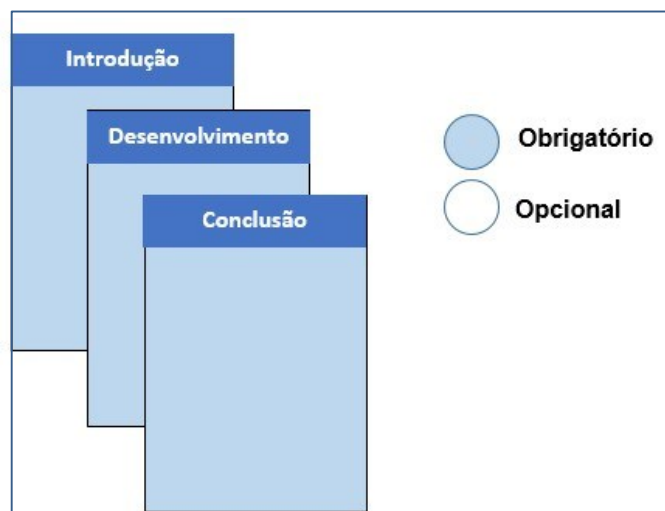 Introdução
Desenvolvimento
Conclusão
Obrigatório
Opcional